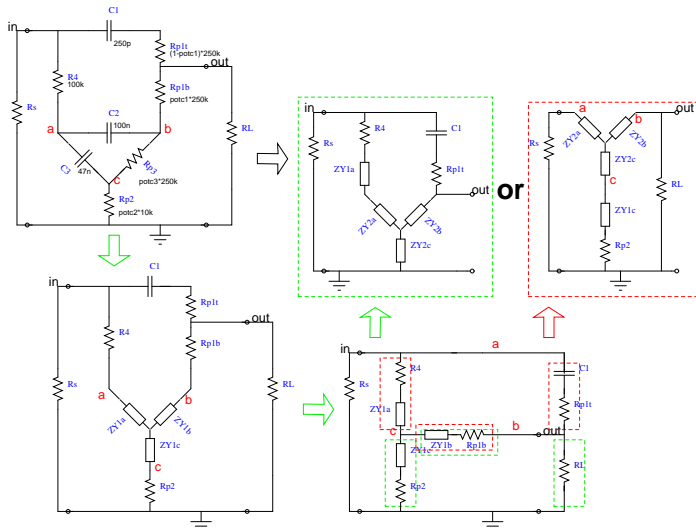 C1
in
250p
Rp1t
(1-potc1)*250k
out
R4
100k
Rp1b
potc1*250k
Rs
C2
100n
RL
a
b
C3
47n
Rp3
c
potc3*250k
Rp2
potc2*10k
in
Rs
R4
C1
ZY1a
Rp1t
out
ZY2a
ZY2b
ZY2c
or
out
a
b
Rs
ZY2a
ZY2b
ZY2c
c
RL
ZY1c
Rp2
in
C1
Rp1t
out
R4
Rp1b
Rs
RL
a
b
ZY1a
ZY1b
ZY1c
c
Rp2
in
a
R4
C1
Rs
ZY1a
Rp1t
c
b
out
ZY1b
Rp1b
ZY1c
RL
Rp2